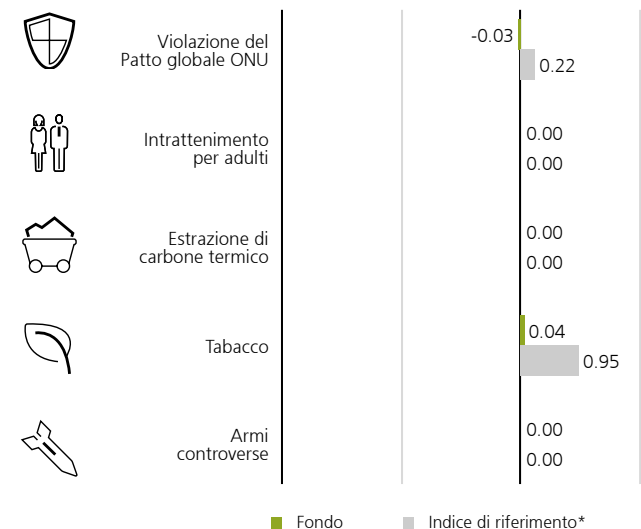 Violazione del
Patto globale ONU
-0.03
0.22
Intrattenimento
per adulti
0.00
0.00
Estrazione di
carbone termico
0.00
0.00
Tabacco
0.04
0.95
Armi
controverse
0.00
0.00
Fondo
Indice di riferimento*